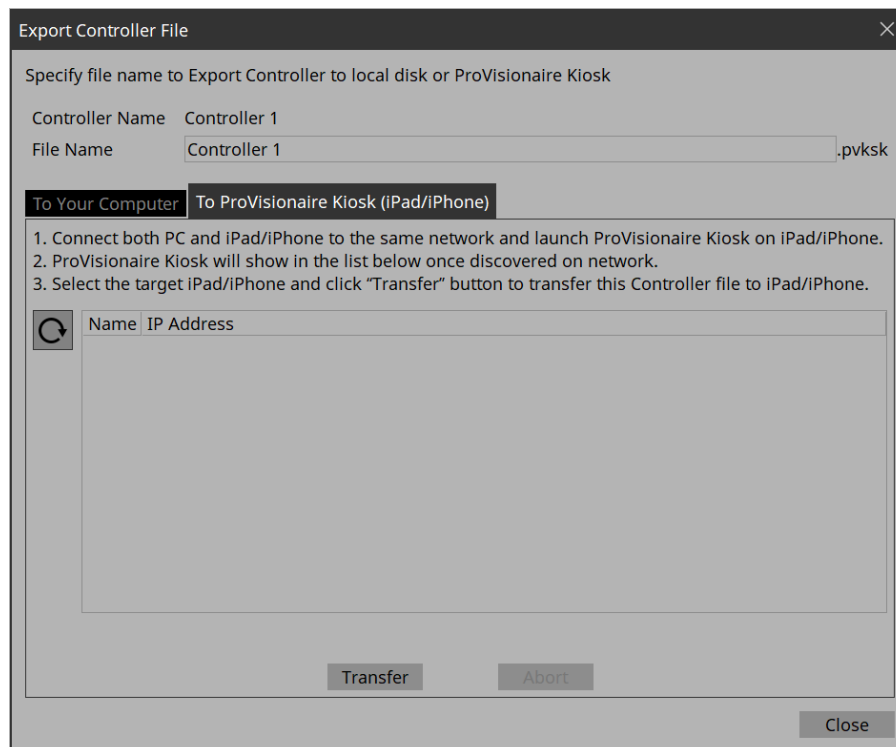 Export Controller File
Specify file name to Export Controller to local disk or ProVisionaire Kiosk
Controller Name Controller 1
File Name Controller 1 .pvksk
To Your Computer To ProVisionaire Kiosk (iPad/iPhone)
1. Connect both PC and iPad/iPhone to the same network and launch ProVisionaire Kiosk on iPad/iPhone.
2. ProVisionaire Kiosk will show in the list below once discovered on network.
3. Select the target iPad/iPhone and click “Transfer” button to transfer this Controller file to iPad/iPhone.
Name IP Address
Transfer Abort
Close